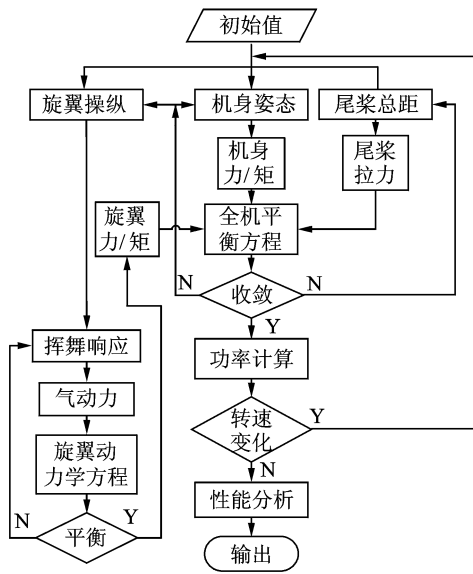 初始值
旋翼操纵
机身姿态
尾桨总距
机身
力/矩
尾桨
拉力
旋翼
力/矩
全机平
衡方程
N
收敛
N
Y
挥舞响应
功率计算
气动力
转速
变化
Y
旋翼动
力学方程
N
性能分析
N
平衡
Y
输出